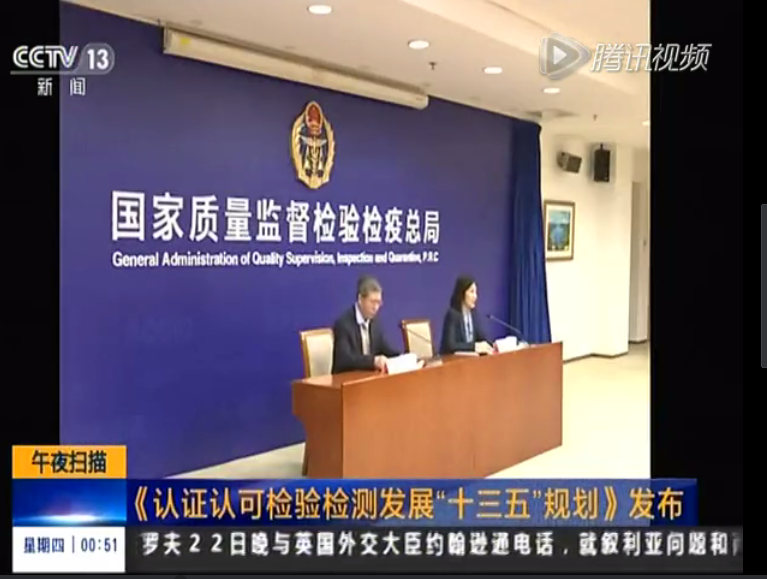 CCTV 13
新闻
腾讯视频
国家质量监督检验检疫总局
General Administration of Quality Supervision, Inspection and Quarantine, P.R.C
午夜扫描
《认证认可检验检测发展“十三五”规划》发布
星期四 00:51
罗夫22日晚与英国外交大臣约翰逊通电话，就叙利亚问题和